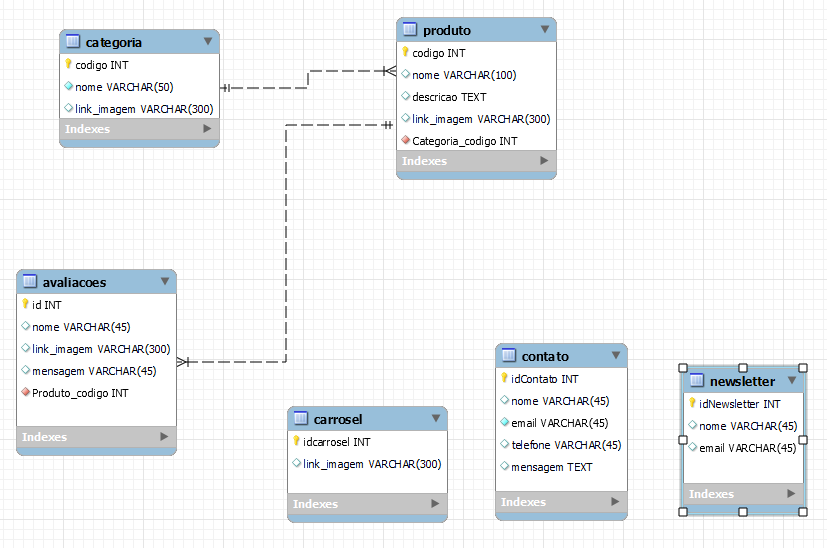 categoria
codigo INT
nome VARCHAR(50)
link_imagem VARCHAR(300)
Indexes
produto
codigo INT
nome VARCHAR(100)
descricao TEXT
link_imagem VARCHAR(300)
Categoria_codigo INT
Indexes
avaliacoes
id INT
nome VARCHAR(45)
link_imagem VARCHAR(300)
mensagem VARCHAR(45)
Produto_codigo INT
Indexes
carrosel
idcarrosel INT
link_imagem VARCHAR(300)
Indexes
contato
idContato INT
nome VARCHAR(45)
email VARCHAR(45)
telefone VARCHAR(45)
mensagem TEXT
Indexes
newsletter
idNewsletter INT
nome VARCHAR(45)
email VARCHAR(45)
Indexes